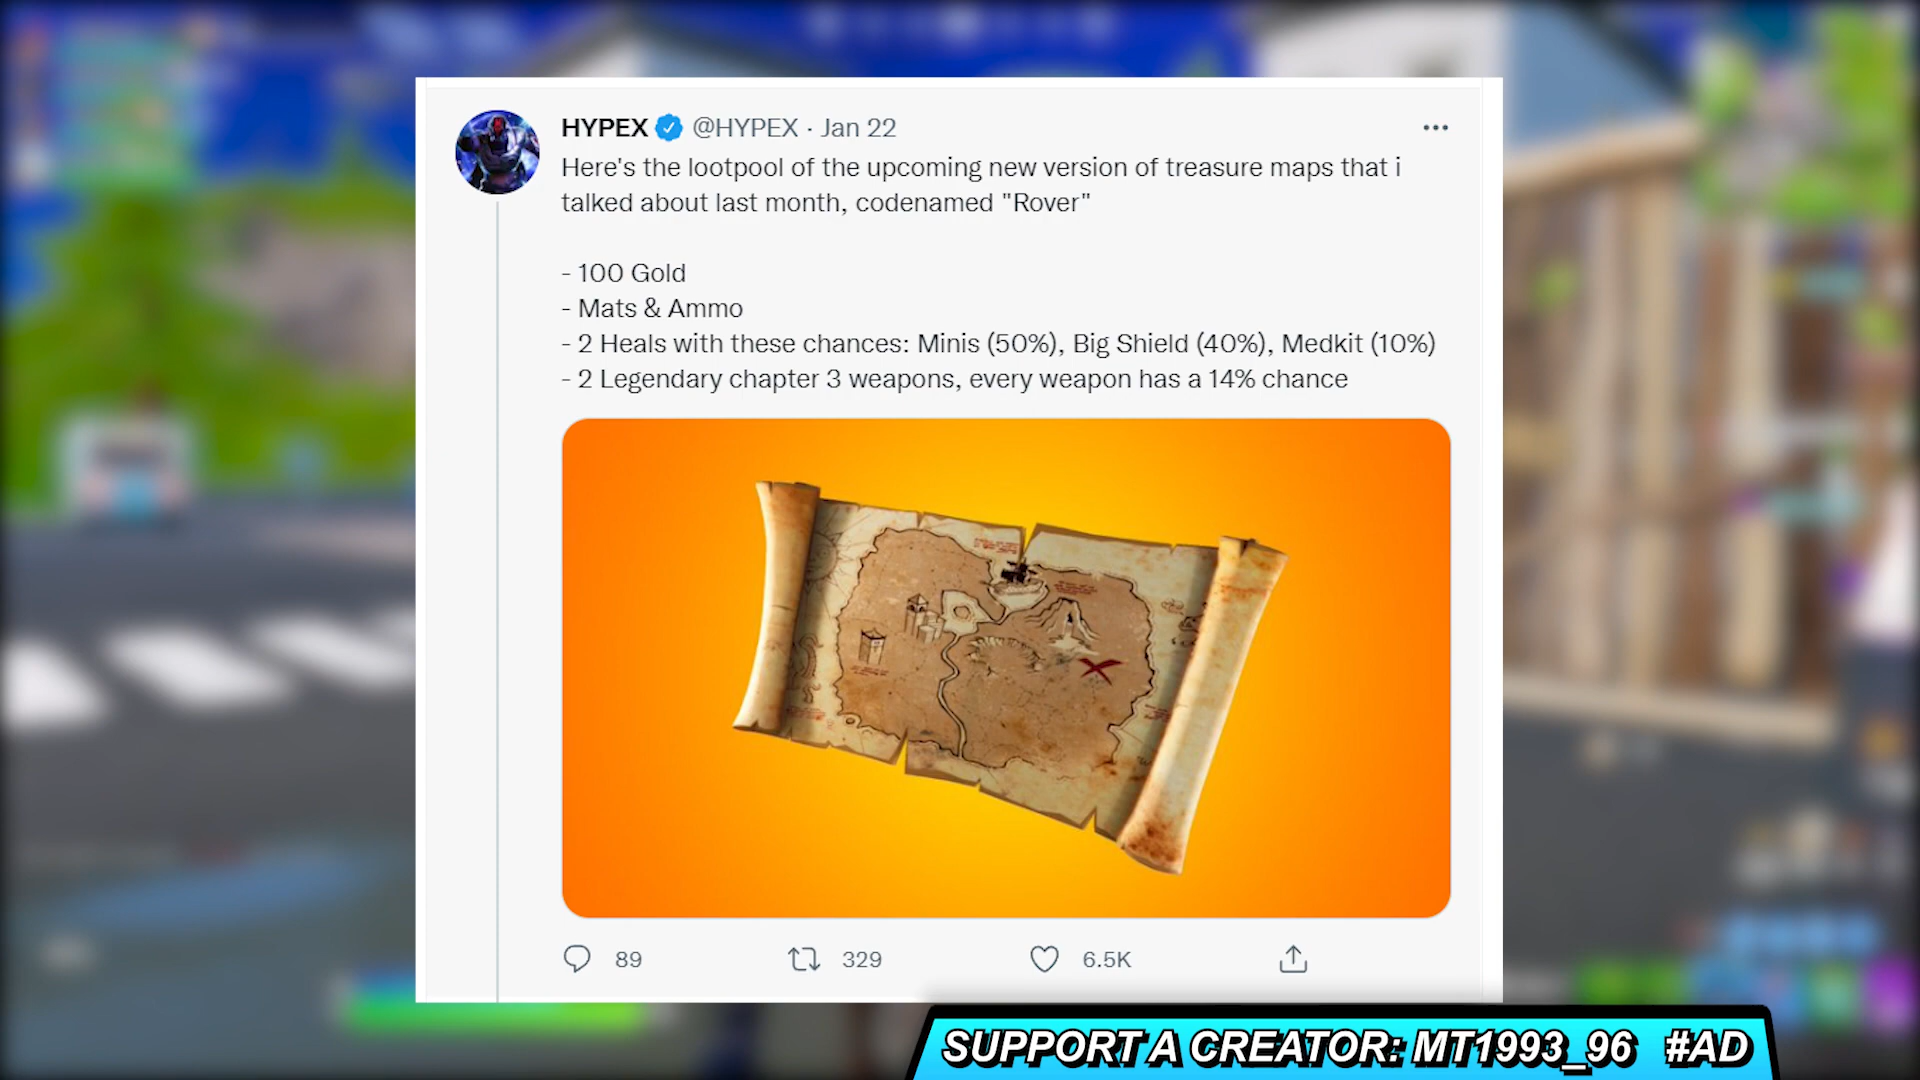 HYPEX @HYPEX · Jan 22
Here's the lootpool of the upcoming new version of treasure maps that i
talked about last month, codenamed "Rover"
- 100 Gold
- Mats & Ammo
- 2 Heals with these chances: Minis (50%), Big Shield (40%), Medkit (10%)
- 2 Legendary chapter 3 weapons, every weapon has a 14% chance
89 329 6.5K
SUPPORT A CREATOR: MT1993_96 #AD